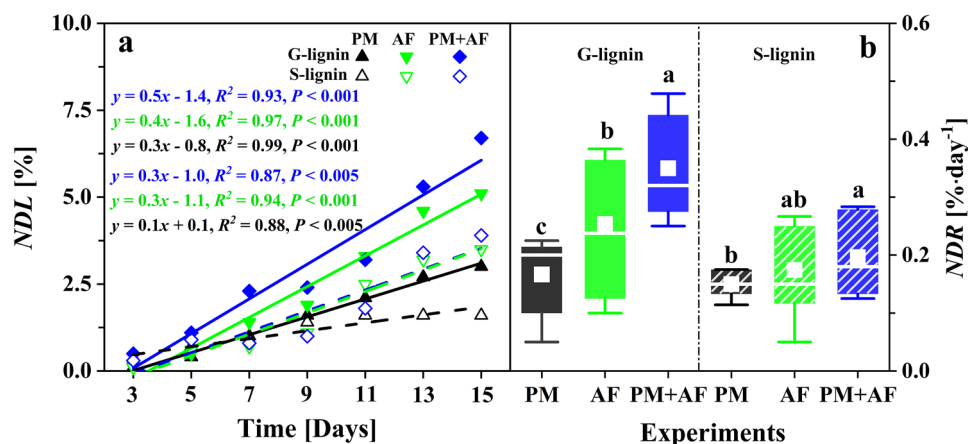 10.0
7.5
5.0
2.5
0.0
NDL [%]
a
PM AF PM+AF
G-lignin
S-lignin
y = 0.5x - 1.4, R² = 0.93, P < 0.001
y = 0.4x - 1.6, R² = 0.97, P < 0.001
y = 0.3x - 0.8, R² = 0.99, P < 0.001
y = 0.3x - 1.0, R² = 0.87, P < 0.005
y = 0.3x - 1.1, R² = 0.94, P < 0.001
y = 0.1x + 0.1, R² = 0.88, P < 0.005
3 5 7 9 11 13 15
Time [Days]
G-lignin S-lignin
b
c b a b ab a
PM AF PM+AF PM AF PM+AF
Experiments
0.6
0.4
0.2
0.0
NDR [%·day⁻¹]